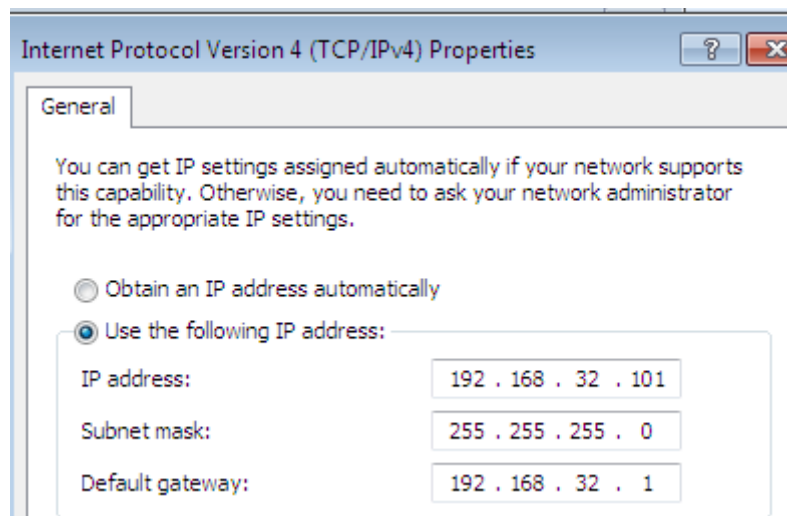 Internet Protocol Version 4 (TCP/IPv4) Properties
?
General
You can get IP settings assigned automatically if your network supports
this capability. Otherwise, you need to ask your network administrator
for the appropriate IP settings.
Obtain an IP address automatically
Use the following IP address:
IP address: 192 . 168 . 32 . 101
Subnet mask: 255 . 255 . 255 . 0
Default gateway: 192 . 168 . 32 . 1